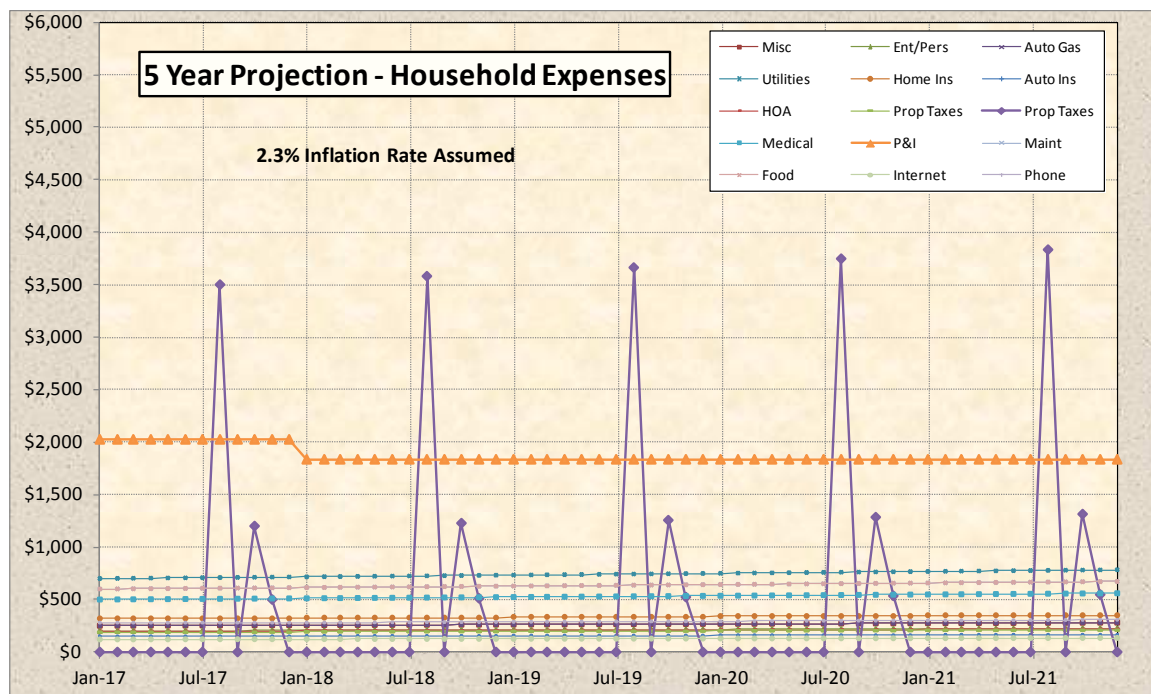 5 Year Projection - Household Expenses
2.3% Inflation Rate Assumed
Misc Ent/Pers Auto Gas
Utilities Home Ins Auto Ins
HOA Prop Taxes Prop Taxes
Medical P&I Maint
Food Internet Phone
$6,000
$5,500
$5,000
$4,500
$4,000
$3,500
$3,000
$2,500
$2,000
$1,500
$1,000
$500
$0
Jan-17 Jul-17 Jan-18 Jul-18 Jan-19 Jul-19 Jan-20 Jul-20 Jan-21 Jul-21